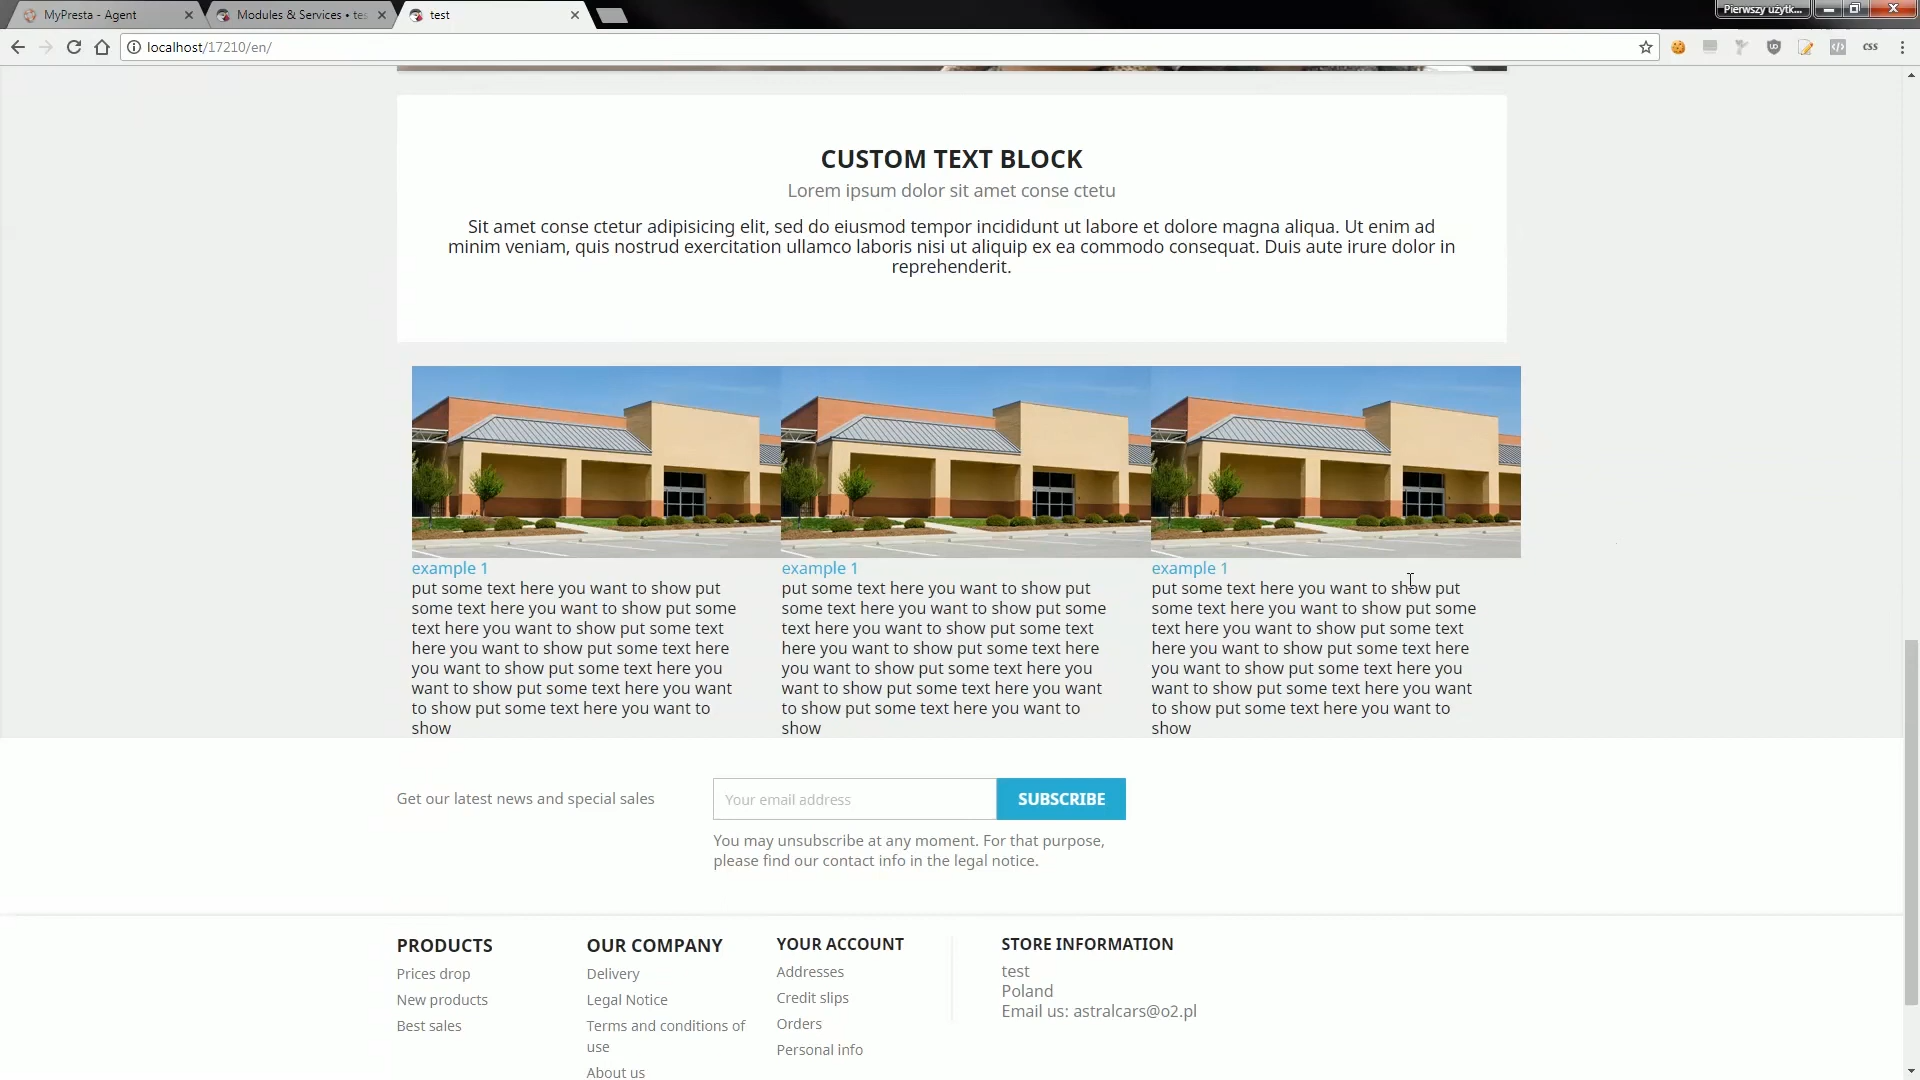 MyPresta - Agent
Modules & Services • tes
test
Pierwszy użytk...
localhost/17210/en/
css
CUSTOM TEXT BLOCK
Lorem ipsum dolor sit amet conse ctetu
Sit amet conse ctetur adipisicing elit, sed do eiusmod tempor incididunt ut labore et dolore magna aliqua. Ut enim ad
minim veniam, quis nostrud exercitation ullamco laboris nisi ut aliquip ex ea commodo consequat. Duis aute irure dolor in
reprehenderit.
example 1
put some text here you want to show put
some text here you want to show put some
text here you want to show put some text
here you want to show put some text here
you want to show put some text here you
want to show put some text here you want
to show put some text here you want to
show
example 1
put some text here you want to show put
some text here you want to show put some
text here you want to show put some text
here you want to show put some text here
you want to show put some text here you
want to show put some text here you want
to show put some text here you want to
show
example 1
put some text here you want to show put
some text here you want to show put some
text here you want to show put some text
here you want to show put some text here
you want to show put some text here you
want to show put some text here you want
to show put some text here you want to
show
Get our latest news and special sales
Your email address
SUBSCRIBE
You may unsubscribe at any moment. For that purpose,
please find our contact info in the legal notice.
PRODUCTS
Prices drop
New products
Best sales
OUR COMPANY
Delivery
Legal Notice
Terms and conditions of
use
About us
YOUR ACCOUNT
Addresses
Credit slips
Orders
Personal info
STORE INFORMATION
test
Poland
Email us: astralcars@o2.pl